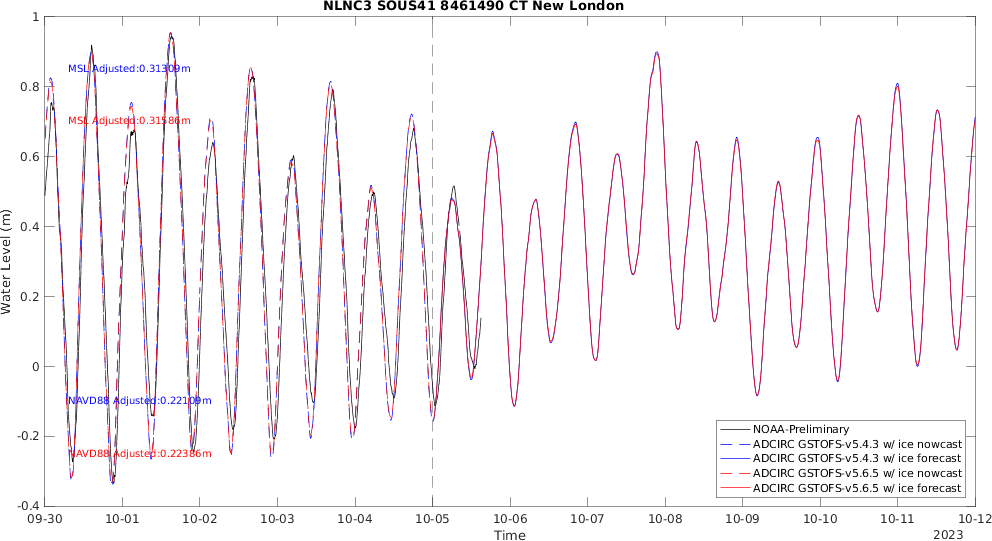 NLNC3 SOUS41 8461490 CT New London
1
0.8
0.6
0.4
0.2
0
-0.2
-0.4
Water Level (m)
MSL Adjusted:0.31309m
MSL Adjusted:0.31586m
NAVD88 Adjusted:0.22109m
NAVD88 Adjusted:0.22386m
NOAA-Preliminary
ADCIRC GSTOFS-v5.4.3 w/ ice nowcast
ADCIRC GSTOFS-v5.4.3 w/ ice forecast
ADCIRC GSTOFS-v5.6.5 w/ ice nowcast
ADCIRC GSTOFS-v5.6.5 w/ ice forecast
09-30 10-01 10-02 10-03 10-04 10-05 10-06 10-07 10-08 10-09 10-10 10-11 10-12
Time
2023